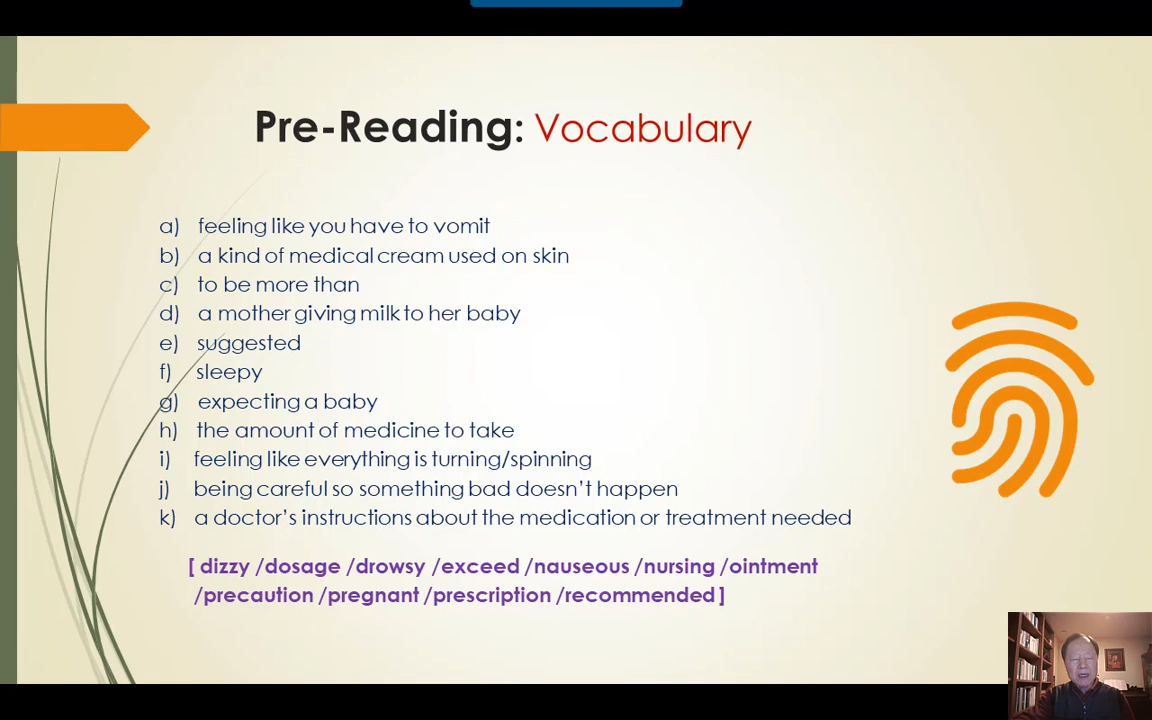 Pre-Reading: Vocabulary
a) feeling like you have to vomit
b) a kind of medical cream used on skin
c) to be more than
d) a mother giving milk to her baby
e) suggested
f) sleepy
g) expecting a baby
h) the amount of medicine to take
i) feeling like everything is turning/spinning
j) being careful so something bad doesn’t happen
k) a doctor’s instructions about the medication or treatment needed
[ dizzy /dosage /drowsy /exceed /nauseous /nursing /ointment
/precaution /pregnant /prescription /recommended ]